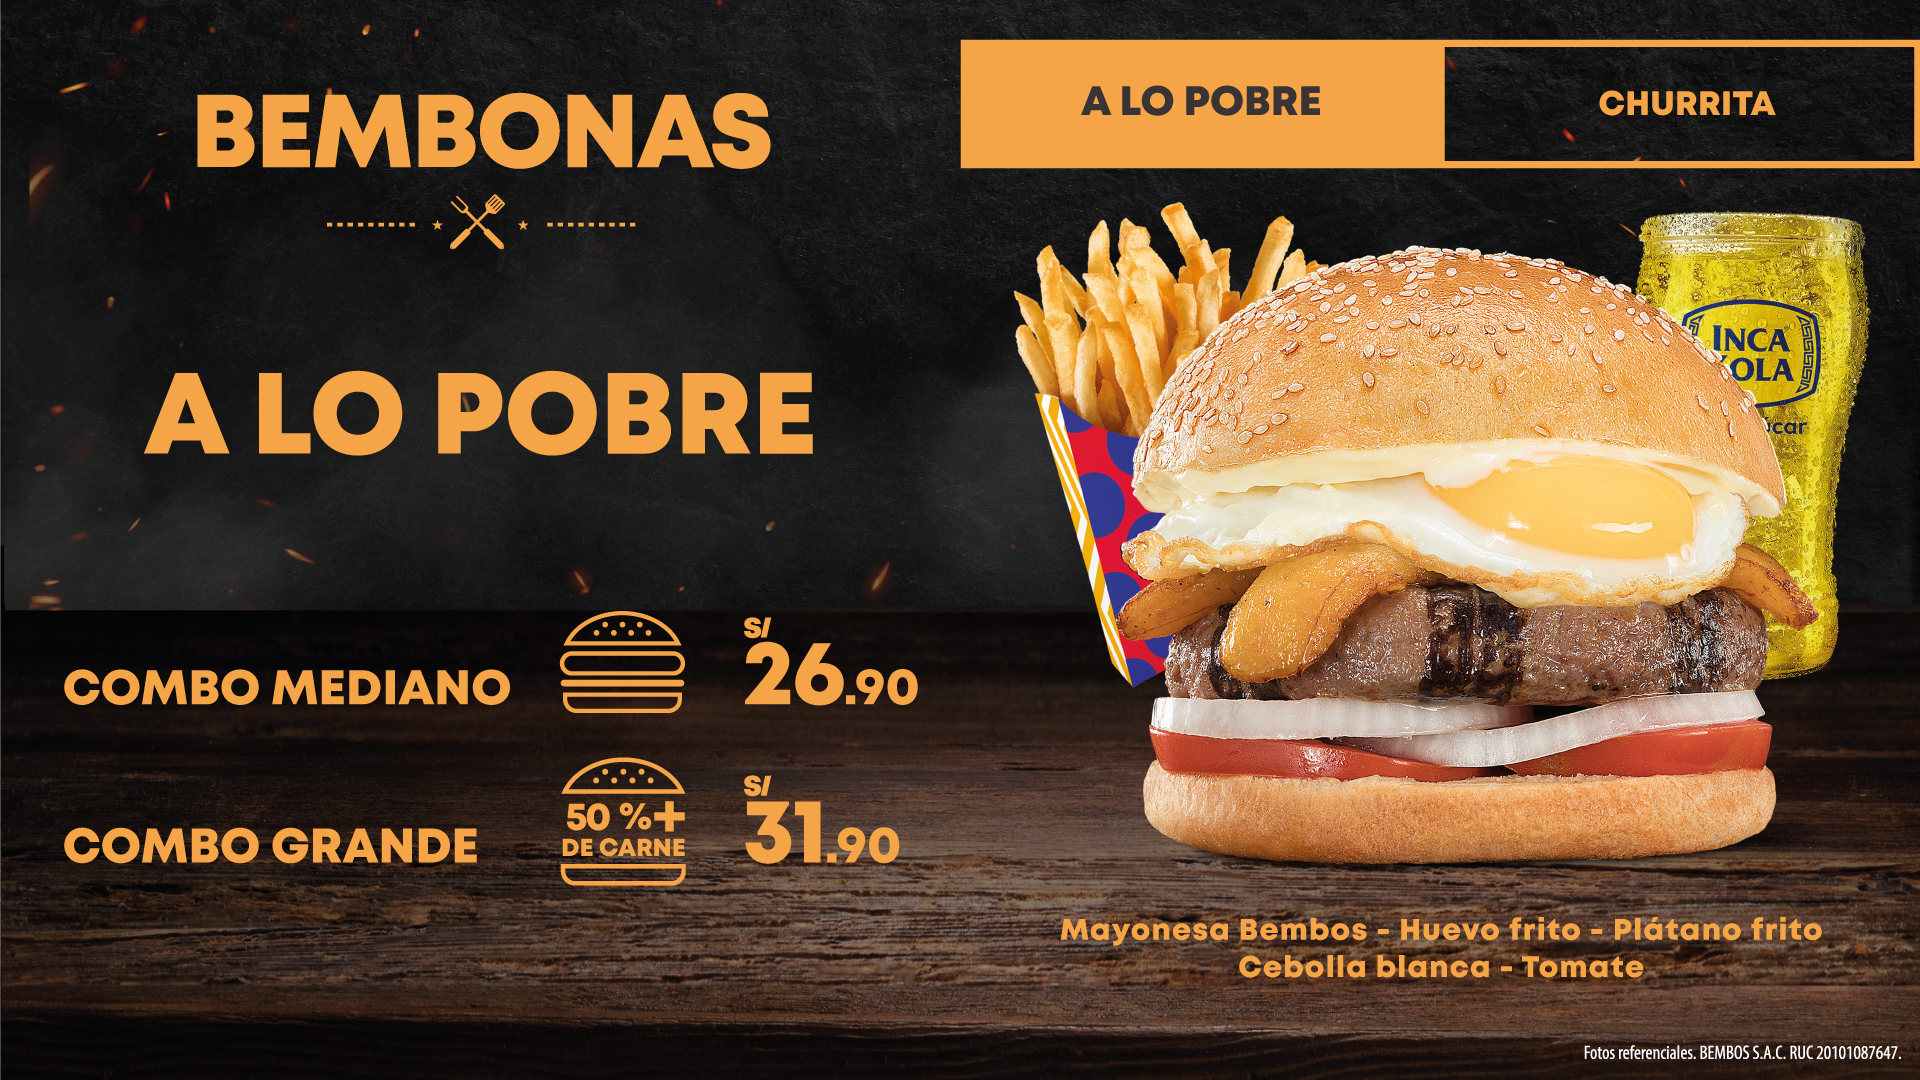 BEMBONAS
A LO POBRE
COMBO MEDIANO
S/
26.90
COMBO GRANDE
50 %+
DE CARNE
S/
31.90
A LO POBRE
CHURRITA
INCA
KOLA
Mayonesa Bembos - Huevo frito - Plátano frito
Cebolla blanca - Tomate
Fotos referenciales. BEMBOS S.A.C. RUC 20101087647.